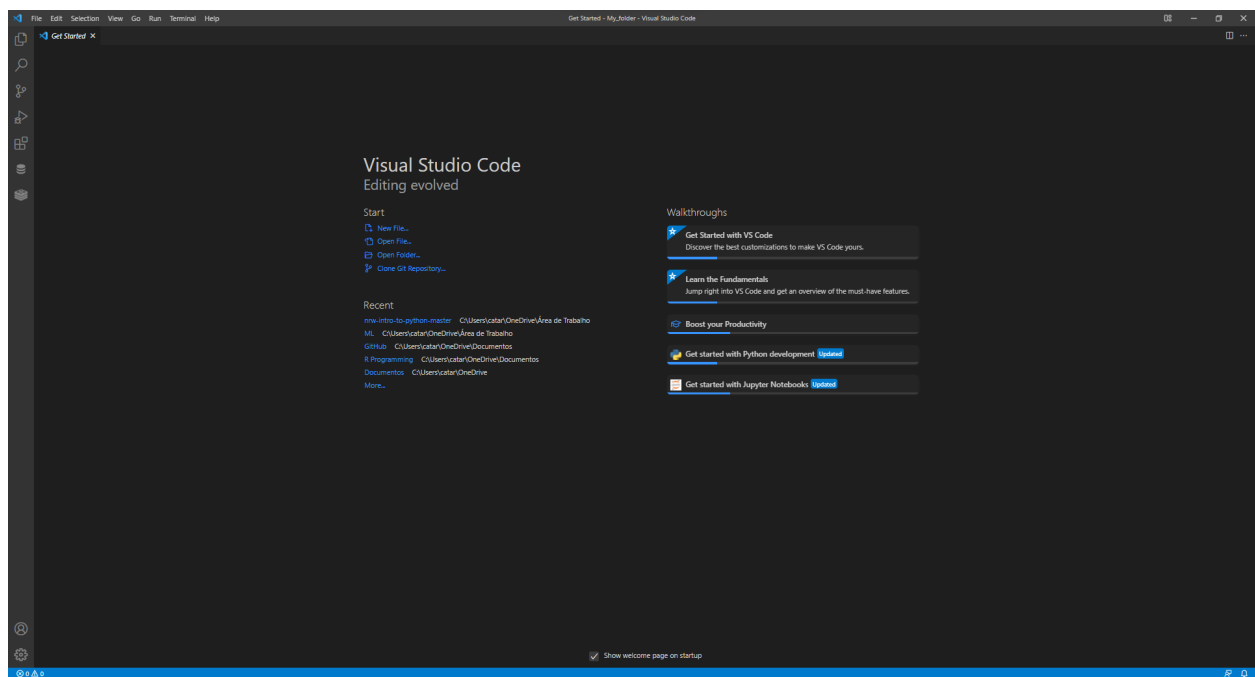 File Edit Selection View Go Run Terminal Help
Get Started - My_folder - Visual Studio Code
Get Started
Visual Studio Code
Editing evolved
Start
New File...
Open File...
Open Folder...
Clone Git Repository...
Recent
nrw-intro-to-python-master C:\Users\catar\OneDrive\Área de Trabalho
ML C:\Users\catar\OneDrive\Área de Trabalho
GitHub C:\Users\catar\OneDrive\Documentos
R Programming C:\Users\catar\OneDrive\Documentos
Documentos C:\Users\catar\OneDrive
More...
Walkthroughs
Get Started with VS Code
Discover the best customizations to make VS Code yours.
Learn the Fundamentals
Jump right into VS Code and get an overview of the must-have features.
Boost your Productivity
Get started with Python development Updated
Get started with Jupyter Notebooks Updated
Show welcome page on startup
0 0